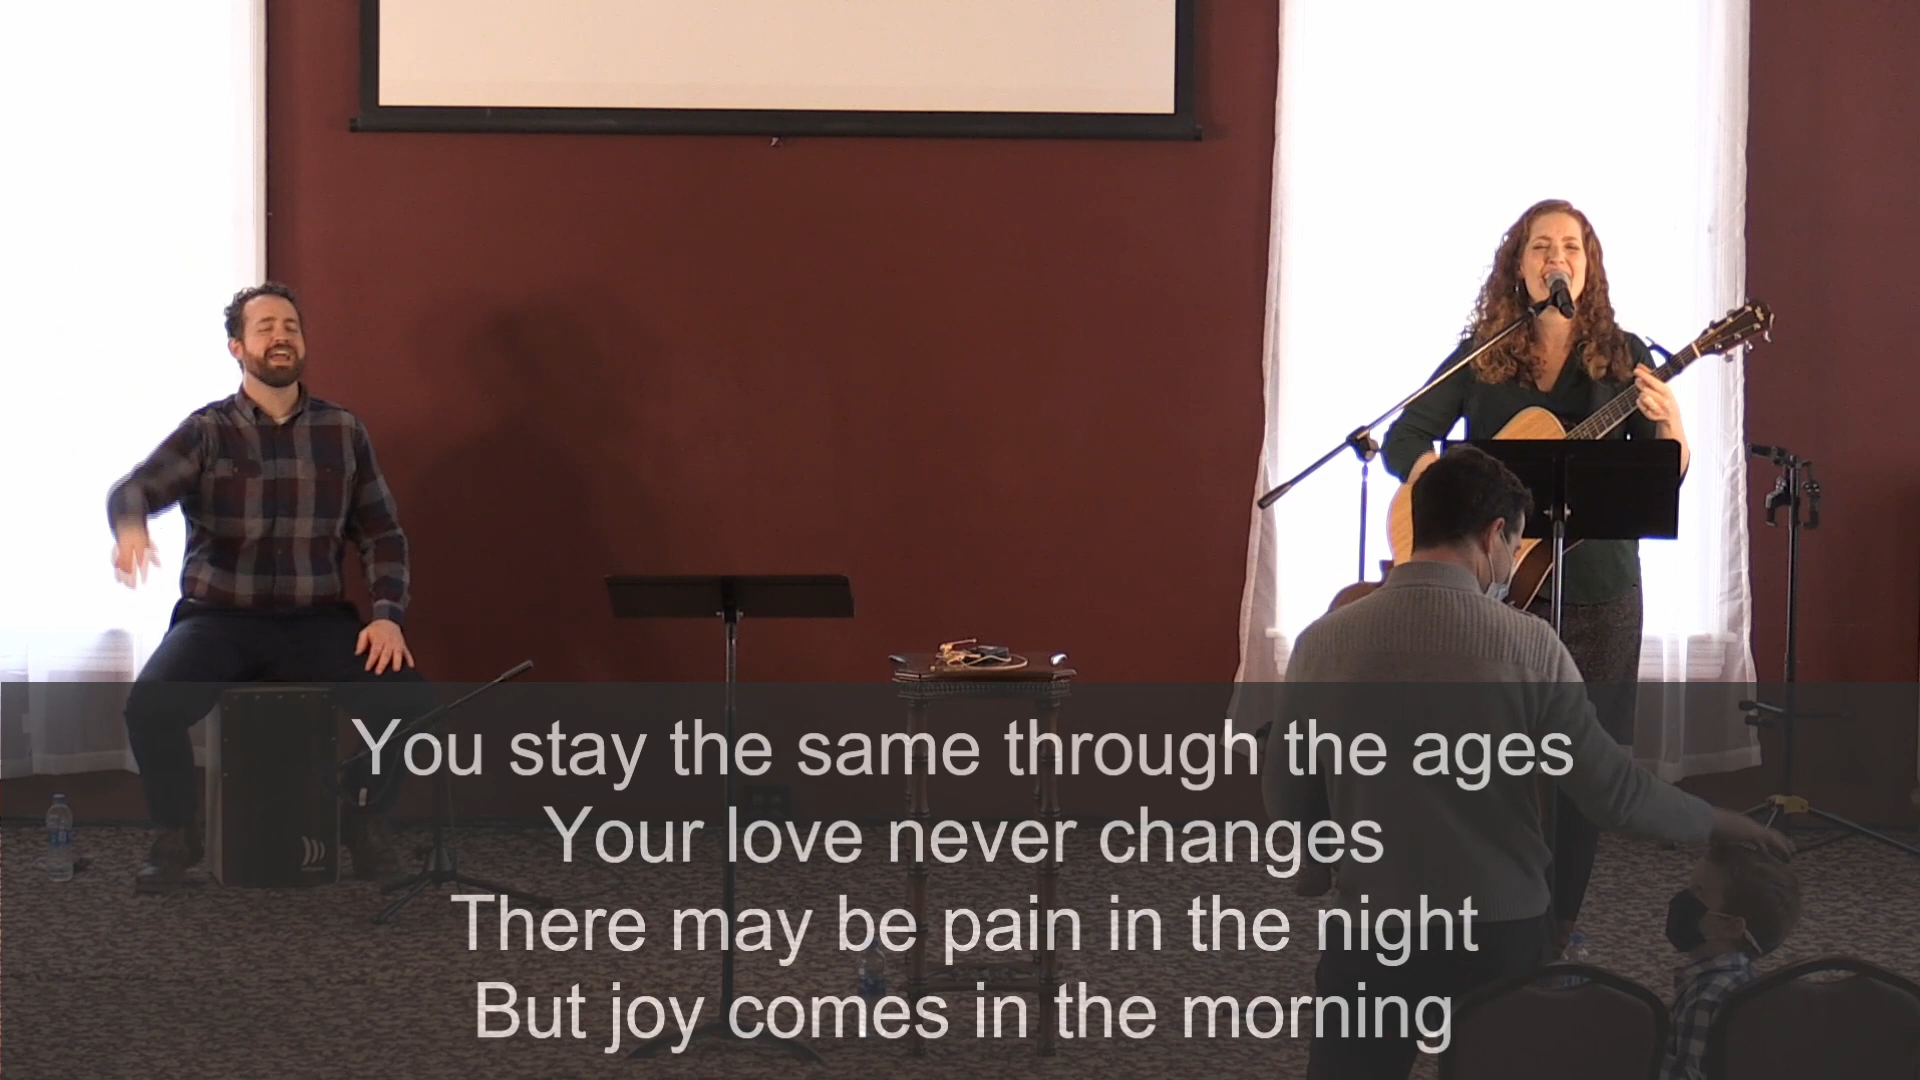 You stay the same through the ages
Your love never changes
There may be pain in the night
But joy comes in the morning